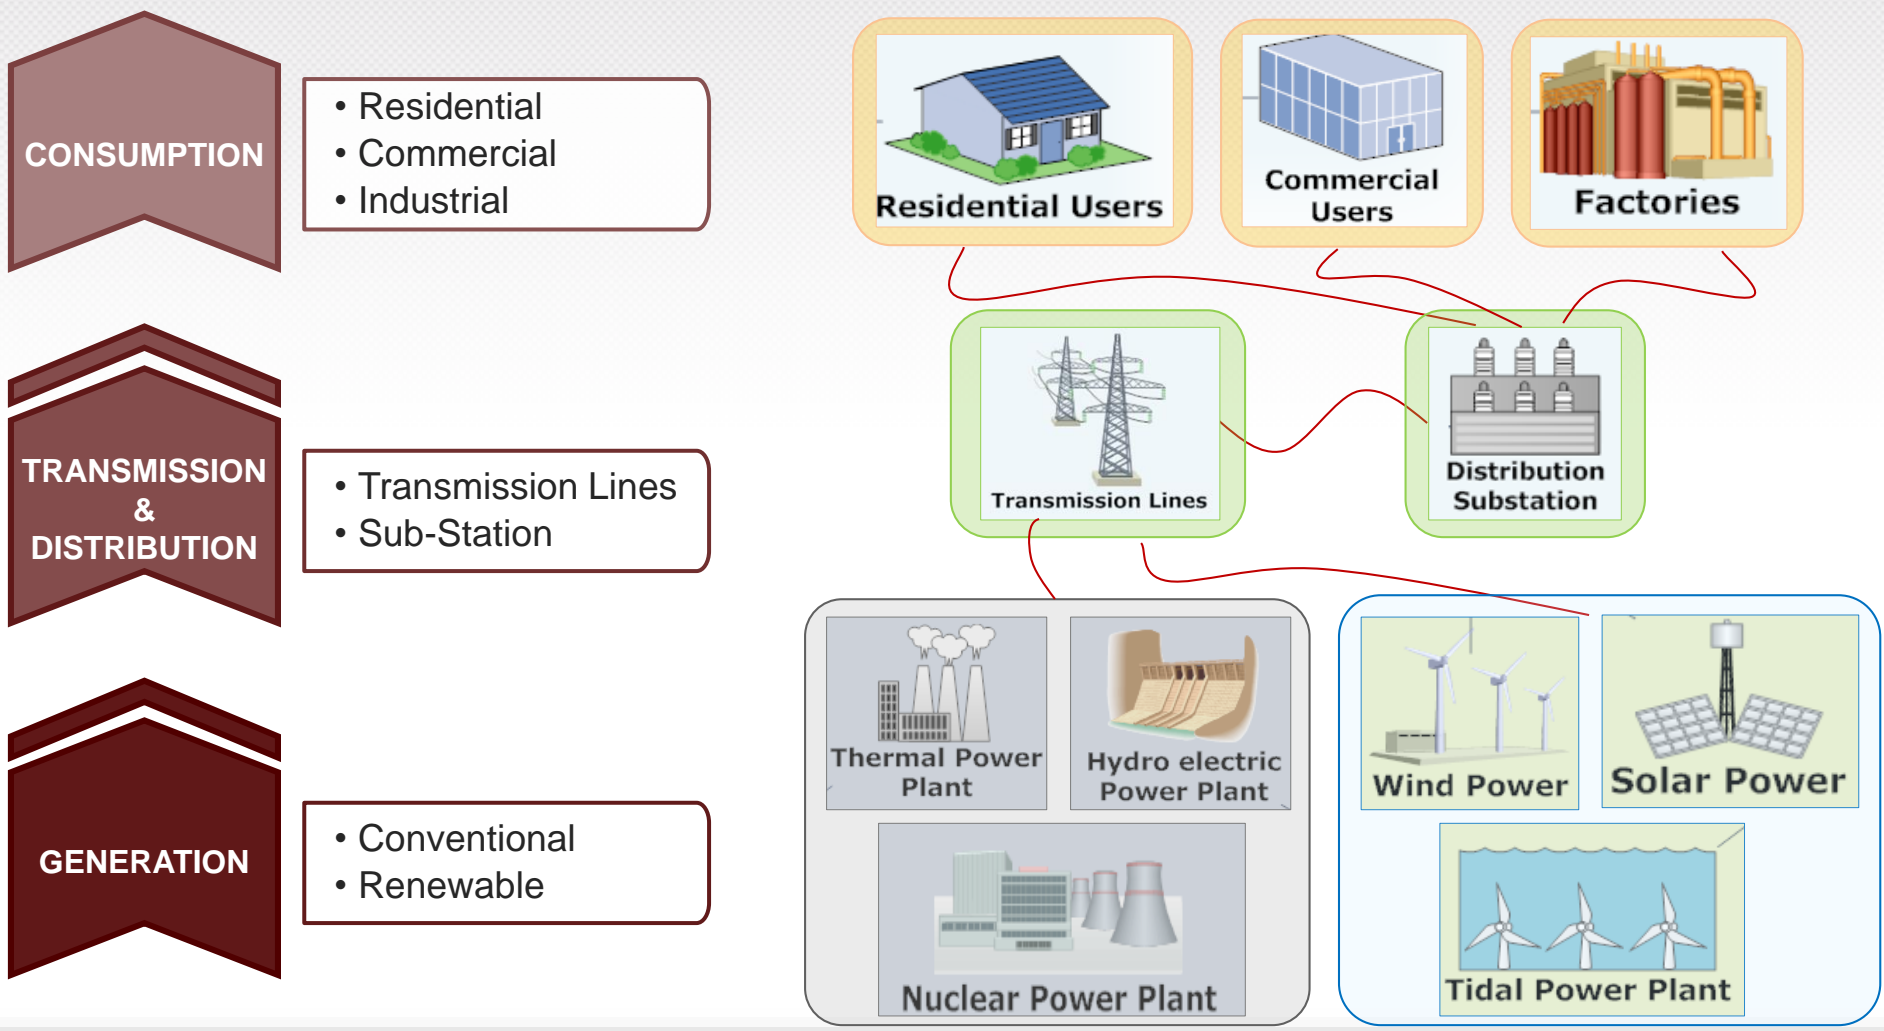 CONSUMPTION
• Residential
• Commercial
• Industrial
Residential Users
Commercial
Users
Factories
TRANSMISSION
&
DISTRIBUTION
• Transmission Lines
• Sub-Station
Transmission Lines
Distribution
Substation
GENERATION
• Conventional
• Renewable
Thermal Power
Plant
Hydro electric
Power Plant
Nuclear Power Plant
Wind Power
Solar Power
Tidal Power Plant